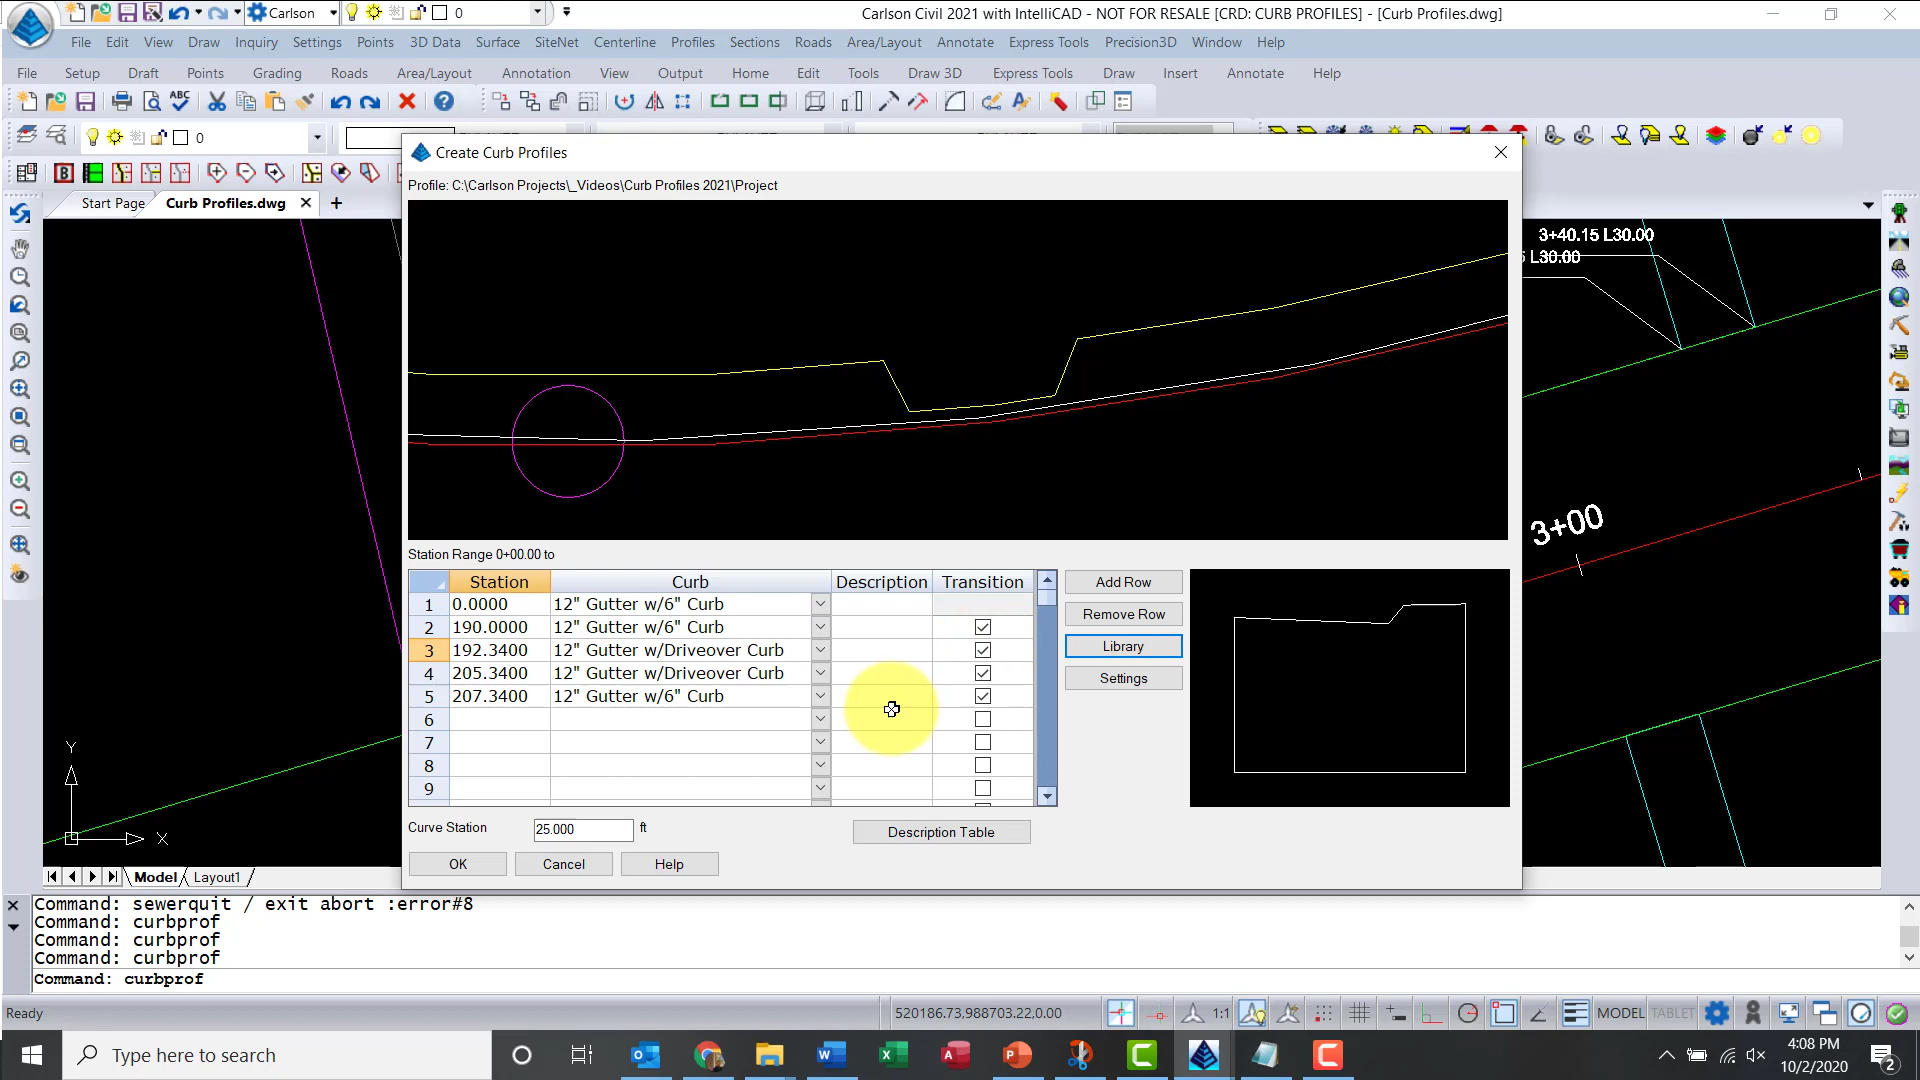 Carlson
0
Carlson Civil 2021 with IntelliCAD - NOT FOR RESALE [CRD: CURB PROFILES] - [Curb Profiles.dwg]
File Edit View Draw Inquiry Settings Points 3D Data Surface SiteNet Centerline Profiles Sections Roads Area/Layout Annotate Express Tools Precision3D Window Help
File Setup Draft Points Grading Roads Area/Layout Annotation View Output Home Edit Tools Draw 3D Express Tools Draw Insert Annotate Help
ABC
0
B
Start Page
Curb Profiles.dwg
Create Curb Profiles
Profile: C:\Carlson Projects\_Videos\Curb Profiles 2021\Project
3+40.15 L30.00
L30.00
3+00
Station Range 0+00.00 to
Station Curb Description Transition
1 0.0000 12" Gutter w/6" Curb
2 190.0000 12" Gutter w/6" Curb
3 192.3400 12" Gutter w/Driveover Curb
4 205.3400 12" Gutter w/Driveover Curb
5 207.3400 12" Gutter w/6" Curb
6
7
8
9
Add Row
Remove Row
Library
Settings
Curve Station 25.000 ft
Description Table
OK Cancel Help
Y
X
Model Layout1
Command: sewerquit / exit abort :error#8
Command: curbprof
Command: curbprof
Command: curbprof
Command: curbprof
Ready
520186.73,988703.22,0.00
1:1
MODEL
TABLET
Type here to search
4:08 PM
10/2/2020
2